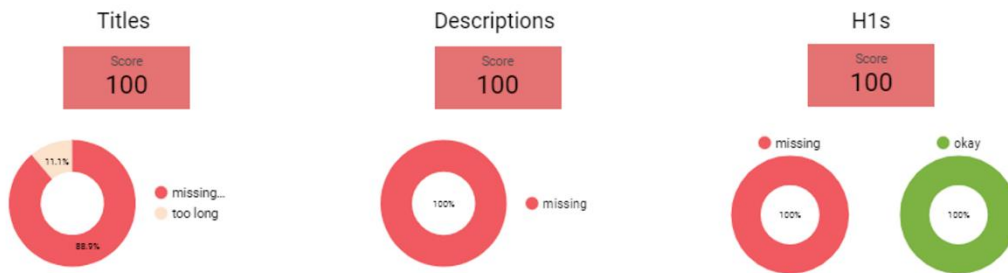 Titles
Score
100
11.1%
88.9%
missing...
too long
Descriptions
Score
100
100%
missing
H1s
Score
100
missing
100%
okay
100%